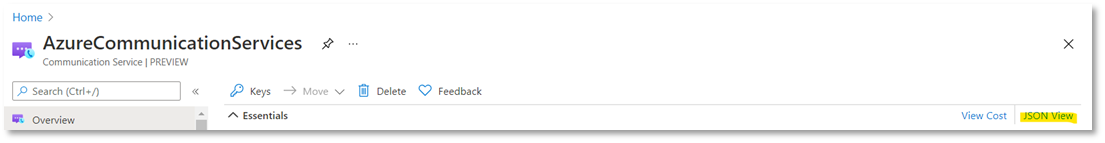 Home >
AzureCommunicationServices ...
Communication Service | PREVIEW
Search (Ctrl+/) «
Keys Move Delete Feedback
Overview
Essentials View Cost JSON View